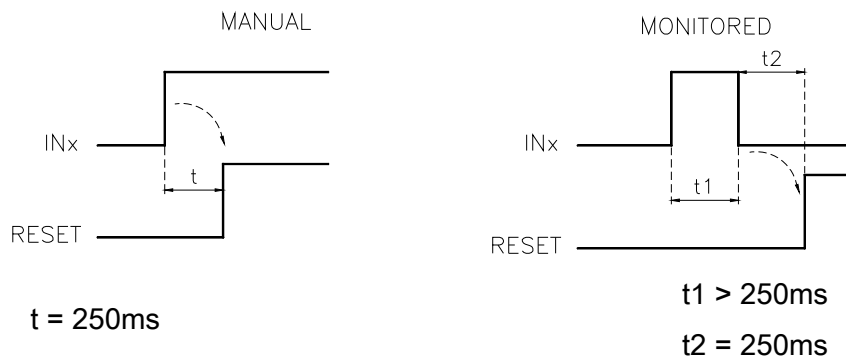 MANUAL
INx
t
RESET
t = 250ms
MONITORED
t2
INx
t1
RESET
t1 > 250ms
t2 = 250ms